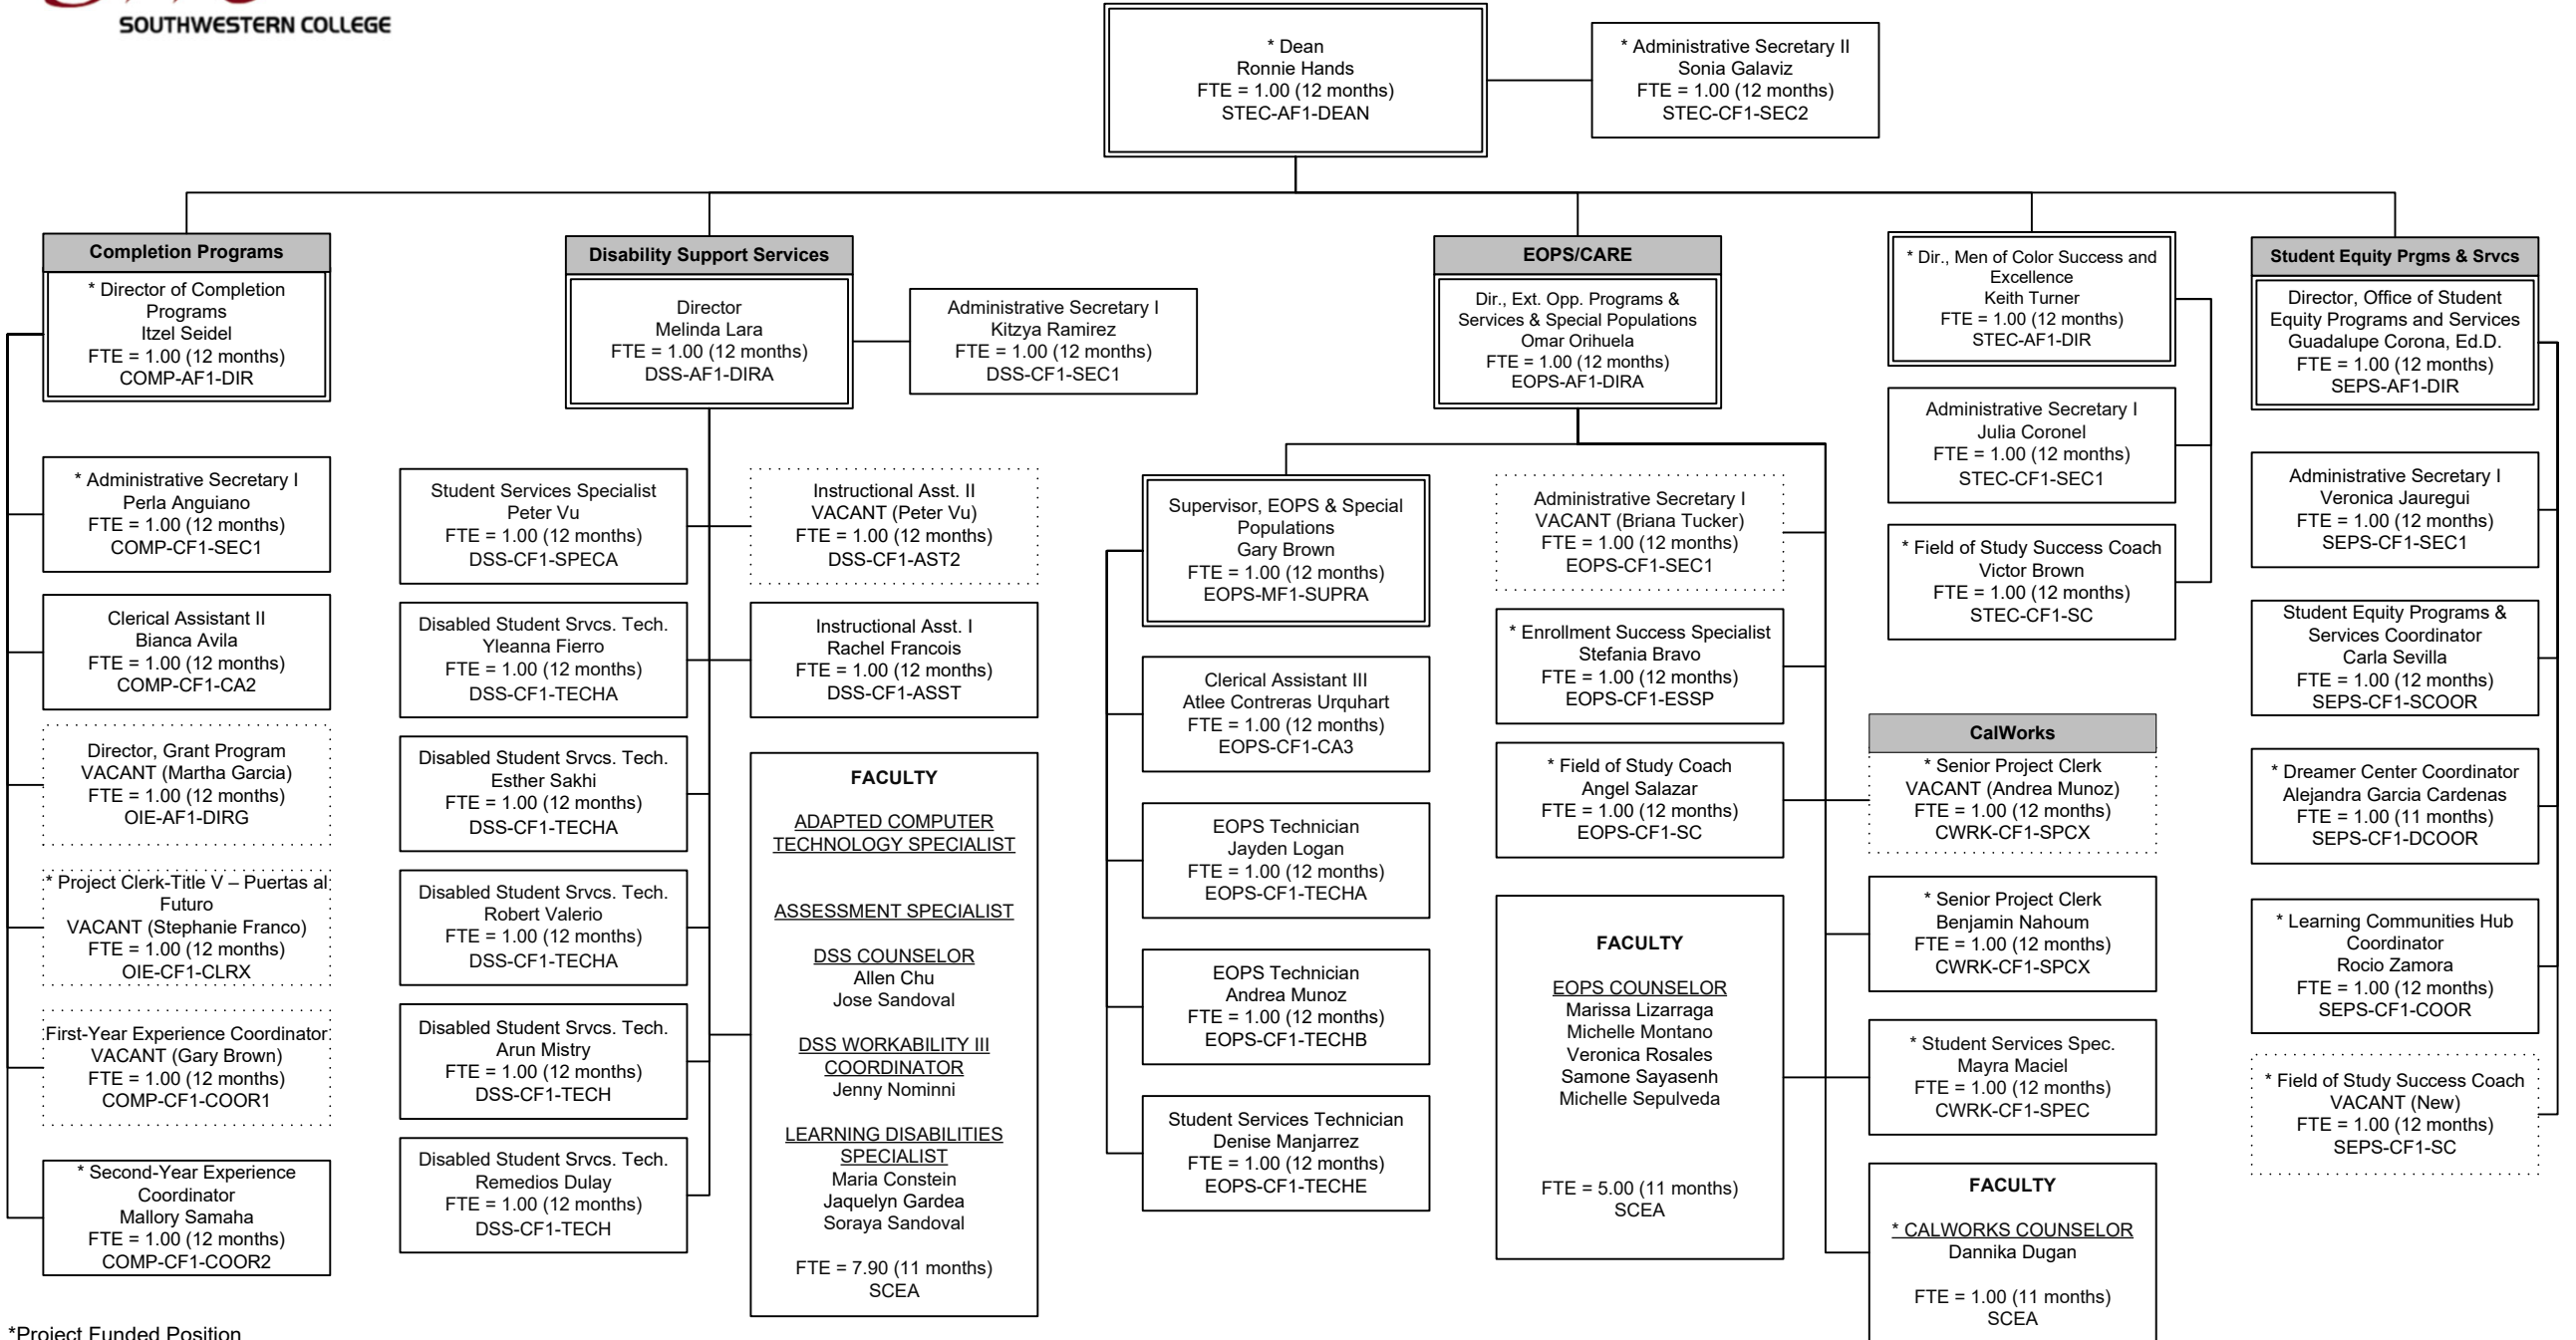 SOUTHWESTERN COLLEGE
* Dean
Ronnie Hands
FTE = 1.00 (12 months)
STEC-AF1-DEAN
* Administrative Secretary II
Sonia Galaviz
FTE = 1.00 (12 months)
STEC-CF1-SEC2
Completion Programs
* Director of Completion
Programs
Itzel Seidel
FTE = 1.00 (12 months)
COMP-AF1-DIR
* Administrative Secretary I
Perla Anguiano
FTE = 1.00 (12 months)
COMP-CF1-SEC1
Clerical Assistant II
Bianca Avila
FTE = 1.00 (12 months)
COMP-CF1-CA2
Director, Grant Program
VACANT (Martha Garcia)
FTE = 1.00 (12 months)
OIE-AF1-DIRG
* Project Clerk-Title V – Puertas al
Futuro
VACANT (Stephanie Franco)
FTE = 1.00 (12 months)
OIE-CF1-CLRX
First-Year Experience Coordinator
VACANT (Gary Brown)
FTE = 1.00 (12 months)
COMP-CF1-COOR1
* Second-Year Experience
Coordinator
Mallory Samaha
FTE = 1.00 (12 months)
COMP-CF1-COOR2
Disability Support Services
Director
Melinda Lara
FTE = 1.00 (12 months)
DSS-AF1-DIRA
Administrative Secretary I
Kitzya Ramirez
FTE = 1.00 (12 months)
DSS-CF1-SEC1
Student Services Specialist
Peter Vu
FTE = 1.00 (12 months)
DSS-CF1-SPECA
Disabled Student Srvcs. Tech.
Yleanna Fierro
FTE = 1.00 (12 months)
DSS-CF1-TECHA
Disabled Student Srvcs. Tech.
Esther Sakhi
FTE = 1.00 (12 months)
DSS-CF1-TECHA
Disabled Student Srvcs. Tech.
Robert Valerio
FTE = 1.00 (12 months)
DSS-CF1-TECHA
Disabled Student Srvcs. Tech.
Arun Mistry
FTE = 1.00 (12 months)
DSS-CF1-TECH
Disabled Student Srvcs. Tech.
Remedios Dulay
FTE = 1.00 (12 months)
DSS-CF1-TECH
Instructional Asst. II
VACANT (Peter Vu)
FTE = 1.00 (12 months)
DSS-CF1-AST2
Instructional Asst. I
Rachel Francois
FTE = 1.00 (12 months)
DSS-CF1-ASST
FACULTY
ADAPTED COMPUTER
TECHNOLOGY SPECIALIST
ASSESSMENT SPECIALIST
DSS COUNSELOR
Allen Chu
Jose Sandoval
DSS WORKABILITY III
COORDINATOR
Jenny Nominni
LEARNING DISABILITIES
SPECIALIST
Maria Constein
Jaquelyn Gardea
Soraya Sandoval
FTE = 7.90 (11 months)
SCEA
EOPS/CARE
Dir., Ext. Opp. Programs &
Services & Special Populations
Omar Orihuela
FTE = 1.00 (12 months)
EOPS-AF1-DIRA
Supervisor, EOPS & Special
Populations
Gary Brown
FTE = 1.00 (12 months)
EOPS-MF1-SUPRA
Clerical Assistant III
Atlee Contreras Urquhart
FTE = 1.00 (12 months)
EOPS-CF1-CA3
EOPS Technician
Jayden Logan
FTE = 1.00 (12 months)
EOPS-CF1-TECHA
EOPS Technician
Andrea Munoz
FTE = 1.00 (12 months)
EOPS-CF1-TECHB
Student Services Technician
Denise Manjarrez
FTE = 1.00 (12 months)
EOPS-CF1-TECHE
Administrative Secretary I
VACANT (Briana Tucker)
FTE = 1.00 (12 months)
EOPS-CF1-SEC1
* Enrollment Success Specialist
Stefania Bravo
FTE = 1.00 (12 months)
EOPS-CF1-ESSP
* Field of Study Coach
Angel Salazar
FTE = 1.00 (12 months)
EOPS-CF1-SC
FACULTY
EOPS COUNSELOR
Marissa Lizarraga
Michelle Montano
Veronica Rosales
Samone Sayasenh
Michelle Sepulveda
FTE = 5.00 (11 months)
SCEA
CalWorks
* Senior Project Clerk
VACANT (Andrea Munoz)
FTE = 1.00 (12 months)
CWRK-CF1-SPCX
* Senior Project Clerk
Benjamin Nahoum
FTE = 1.00 (12 months)
CWRK-CF1-SPCX
* Student Services Spec.
Mayra Maciel
FTE = 1.00 (12 months)
CWRK-CF1-SPEC
FACULTY
* CALWORKS COUNSELOR
Dannika Dugan
FTE = 1.00 (11 months)
SCEA
* Dir., Men of Color Success and
Excellence
Keith Turner
FTE = 1.00 (12 months)
STEC-AF1-DIR
Administrative Secretary I
Julia Coronel
FTE = 1.00 (12 months)
STEC-CF1-SEC1
* Field of Study Success Coach
Victor Brown
FTE = 1.00 (12 months)
STEC-CF1-SC
Student Equity Prgms & Srvcs
Director, Office of Student
Equity Programs and Services
Guadalupe Corona, Ed.D.
FTE = 1.00 (12 months)
SEPS-AF1-DIR
Administrative Secretary I
Veronica Jauregui
FTE = 1.00 (12 months)
SEPS-CF1-SEC1
Student Equity Programs &
Services Coordinator
Carla Sevilla
FTE = 1.00 (12 months)
SEPS-CF1-SCOOR
* Dreamer Center Coordinator
Alejandra Garcia Cardenas
FTE = 1.00 (11 months)
SEPS-CF1-DCOOR
* Learning Communities Hub
Coordinator
Rocio Zamora
FTE = 1.00 (12 months)
SEPS-CF1-COOR
* Field of Study Success Coach
VACANT (New)
FTE = 1.00 (12 months)
SEPS-CF1-SC
*Project Funded Position